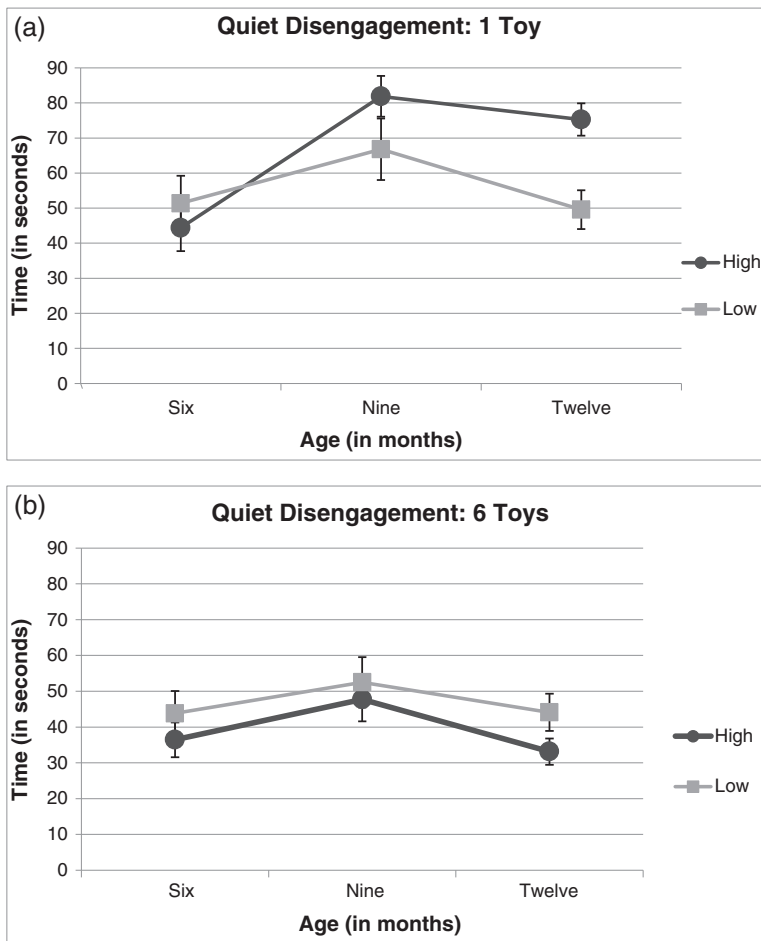 (a)
Quiet Disengagement: 1 Toy
90
80
70
60
50
40
30
20
10
0
Time (in seconds)
Six Nine Twelve
Age (in months)
High
Low
(b)
Quiet Disengagement: 6 Toys
90
80
70
60
50
40
30
20
10
0
Time (in seconds)
Six Nine Twelve
Age (in months)
High
Low